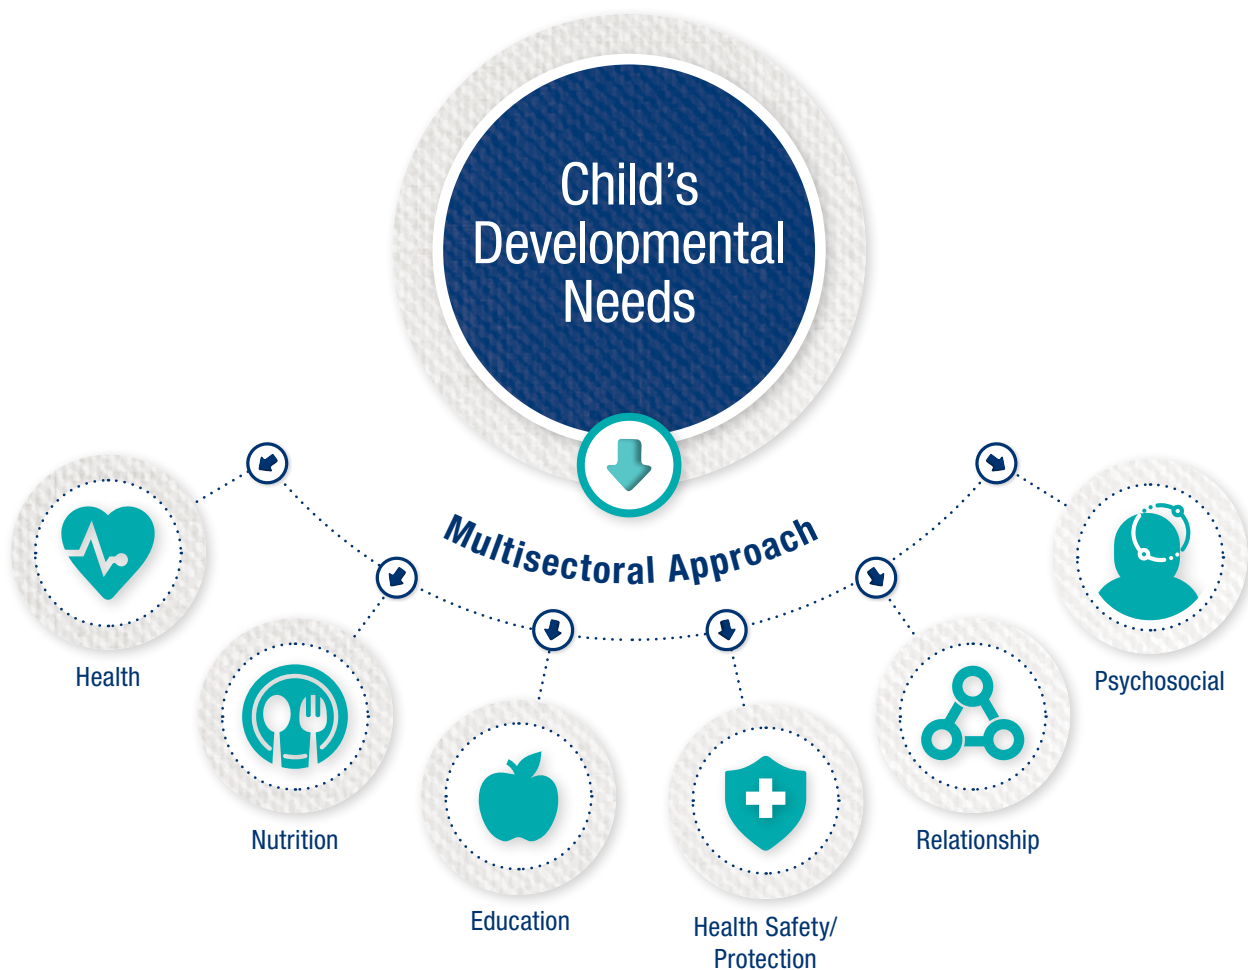 Child’s
Developmental
Needs
Multisectoral Approach
Health
Nutrition
Education
Health Safety/
Protection
Relationship
Psychosocial